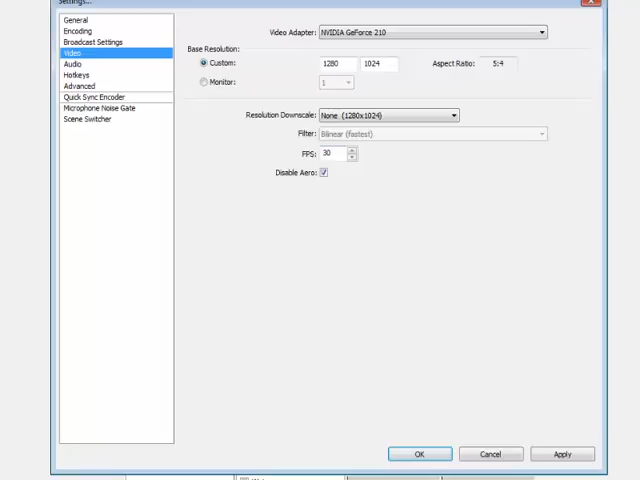 Settings...
General
Encoding
Broadcast Settings
Video
Audio
Hotkeys
Advanced
Quick Sync Encoder
Microphone Noise Gate
Scene Switcher
Video Adapter: NVIDIA GeForce 210
Base Resolution:
Custom: 1280 1024 Aspect Ratio: 5:4
Monitor: 1
Resolution Downscale: None (1280x1024)
Filter: Bilinear (fastest)
FPS: 30
Disable Aero:
OK Cancel Apply